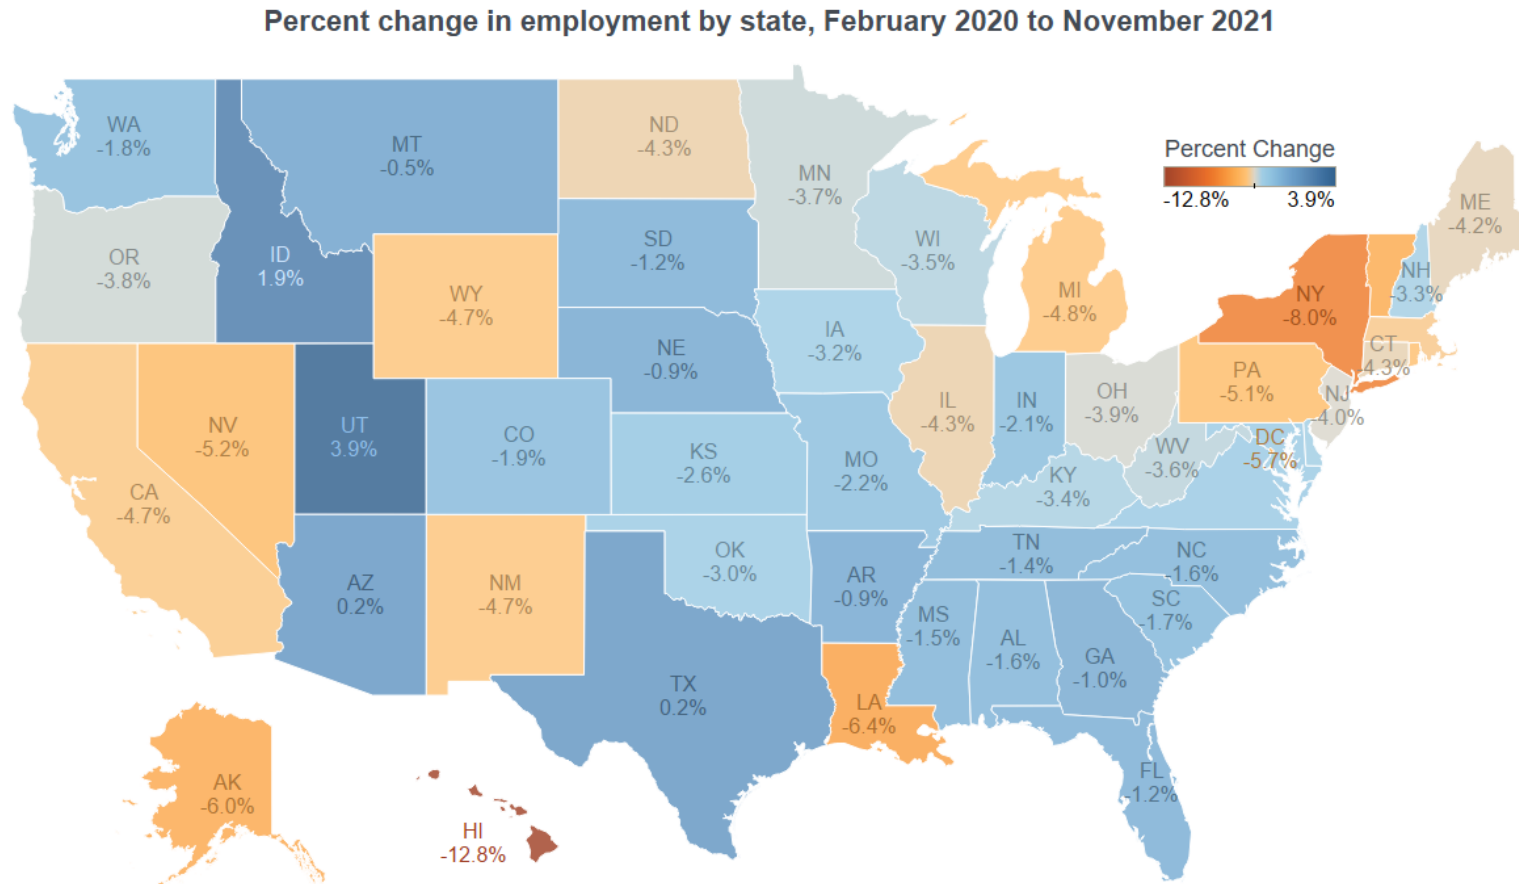 Percent change in employment by state, February 2020 to November 2021
WA
-1.8%
MT
-0.5%
ND
-4.3%
MN
-3.7%
Percent Change
-12.8%
3.9%
ME
-4.2%
OR
-3.8%
ID
1.9%
SD
-1.2%
WI
-3.5%
WY
-4.7%
MI
-4.8%
NY
-8.0%
NH
-3.3%
IA
-3.2%
NE
-0.9%
CT
-4.3%
PA
-5.1%
NJ
-4.0%
NV
-5.2%
UT
3.9%
CO
-1.9%
KS
-2.6%
MO
-2.2%
IL
-4.3%
IN
-2.1%
OH
-3.9%
WV
-3.6%
DC
-5.7%
KY
-3.4%
CA
-4.7%
AZ
0.2%
NM
-4.7%
OK
-3.0%
AR
-0.9%
TN
-1.4%
NC
-1.6%
SC
-1.7%
MS
-1.5%
AL
-1.6%
GA
-1.0%
TX
0.2%
LA
-6.4%
FL
-1.2%
AK
-6.0%
HI
-12.8%